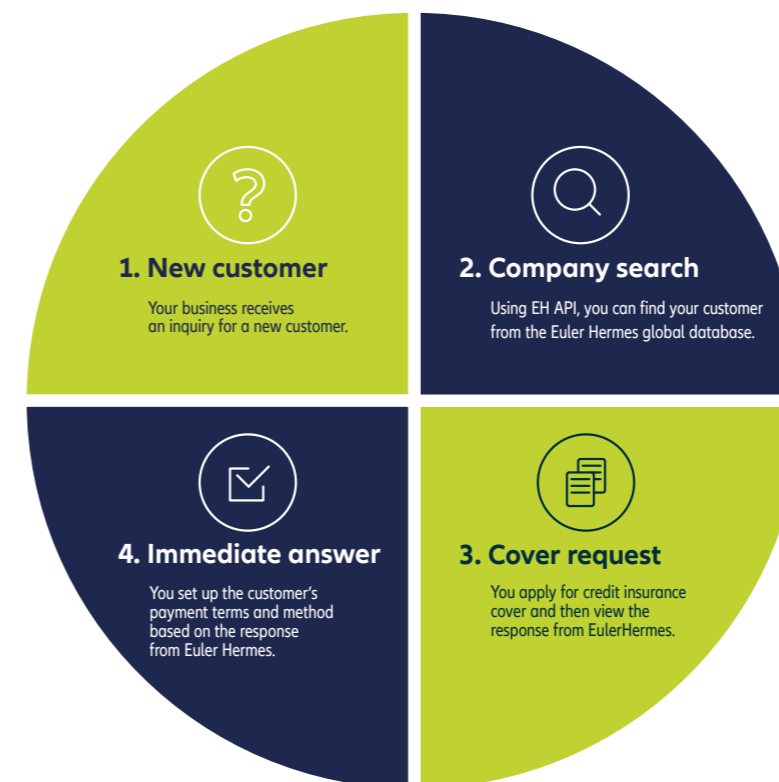 1. New customer
Your business receives
an inquiry for a new customer.
2. Company search
Using EH API, you can find your customer
from the Euler Hermes global database.
3. Cover request
You apply for credit insurance
cover and then view the
response from EulerHermes.
4. Immediate answer
You set up the customer’s
payment terms and method
based on the response
from Euler Hermes.